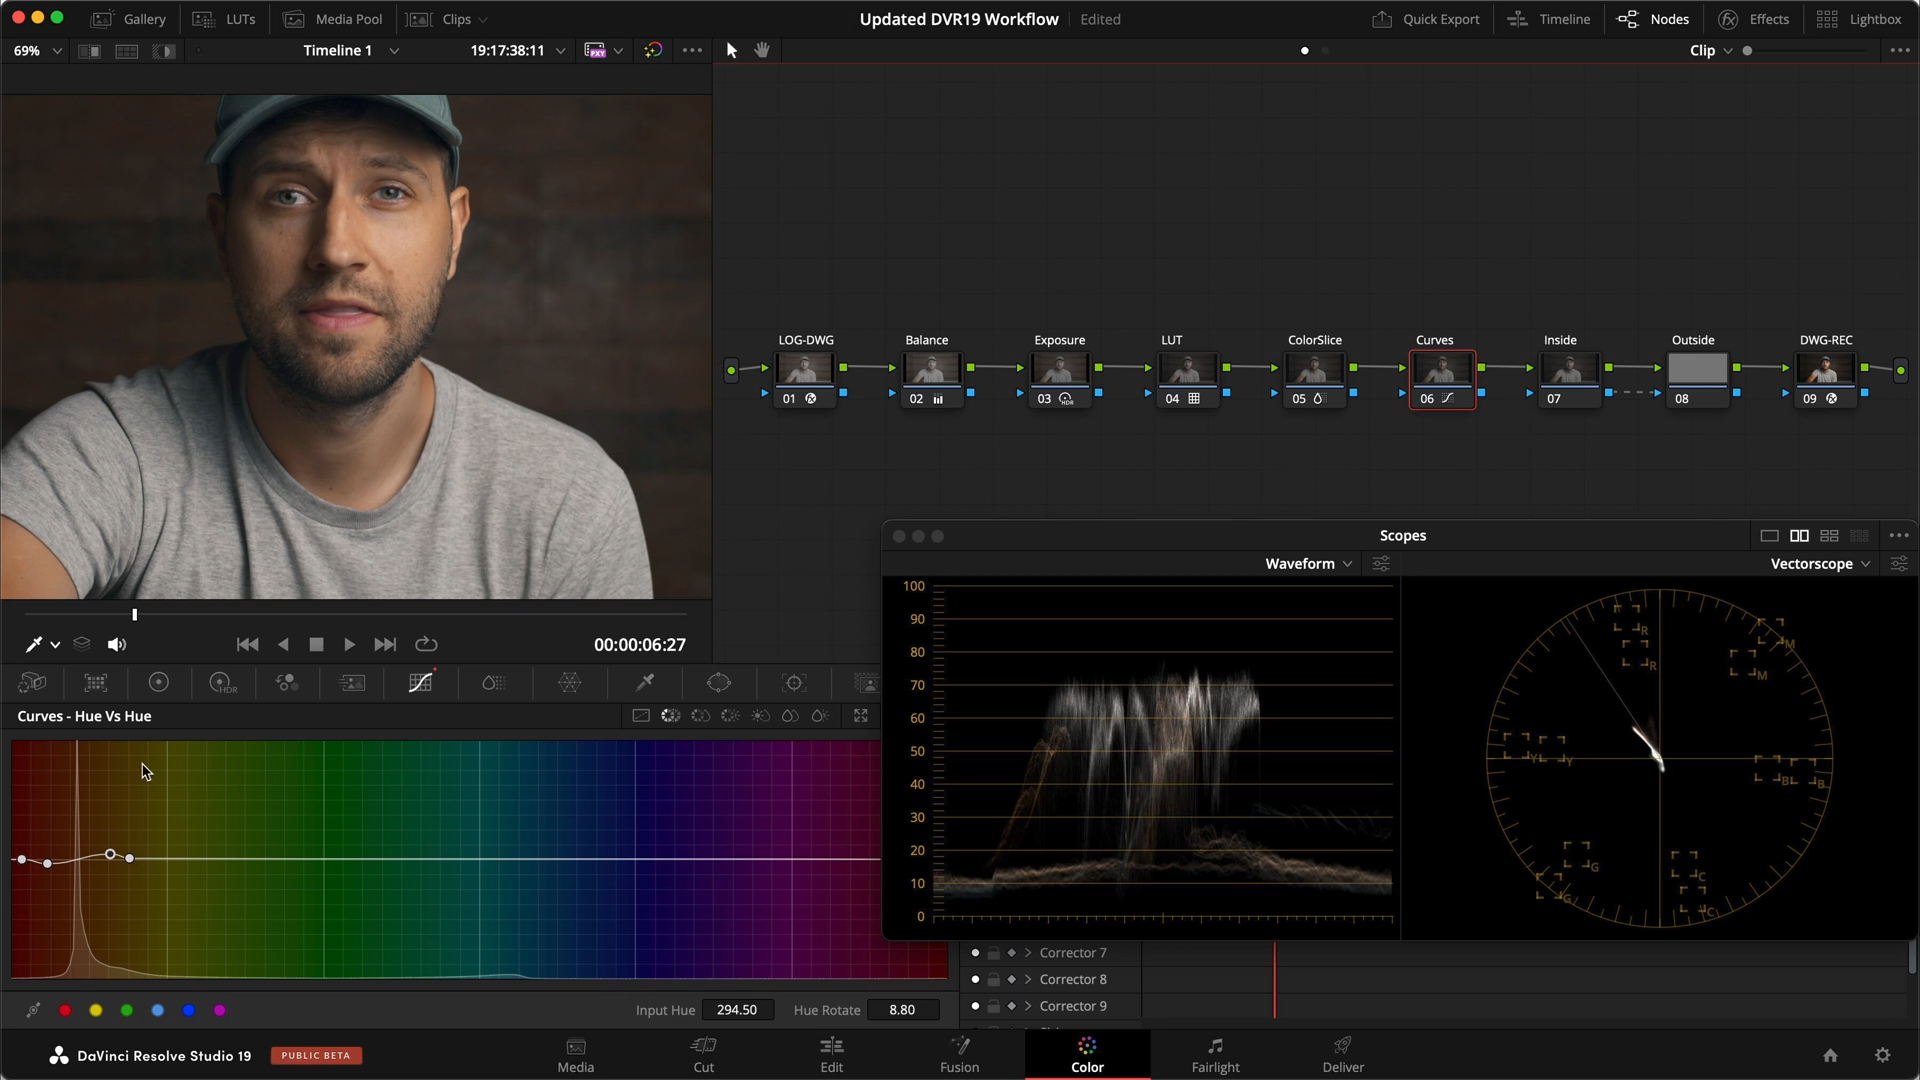 Gallery LUTs Media Pool Clips Updated DVR19 Workflow Edited Quick Export Timeline Nodes Effects Lightbox
69% Timeline 1 19:17:38:11 PXY Clip
LOG-DWG Balance Exposure LUT ColorSlice Curves Inside Outside DWG-REC
01 02 03 HDR 04 05 06 07 08 09
Scopes
Waveform Vectorscope
100
90
80
70
60
50
40
30
20
10
0
R
R
M
M
Y Y
B B
G
G
C
C
00:00:06:27
HDR
Curves - Hue Vs Hue
Input Hue 294.50 Hue Rotate 8.80
Corrector 7
Corrector 8
Corrector 9
DaVinci Resolve Studio 19 PUBLIC BETA
Media Cut Edit Fusion Color Fairlight Deliver